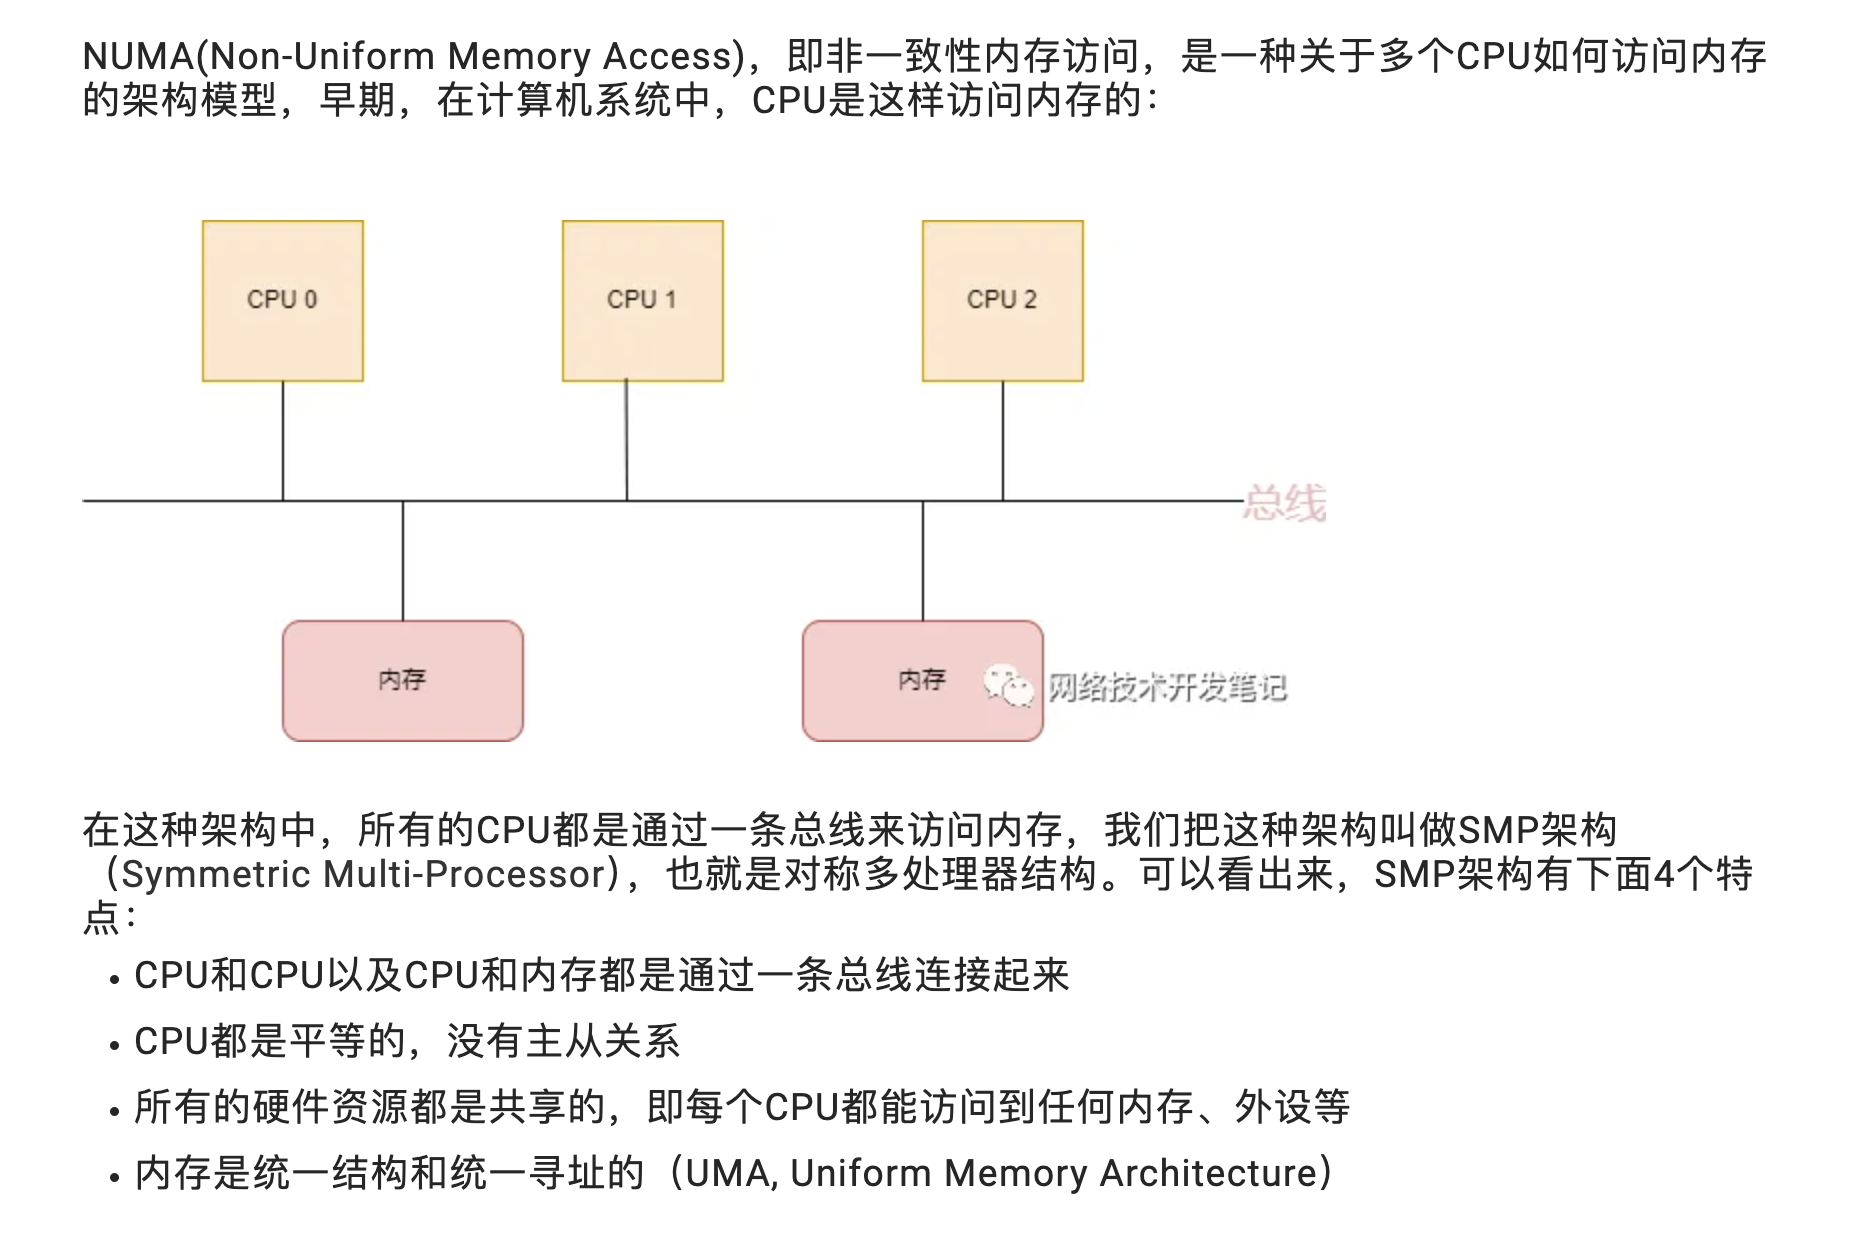 NUMA(Non-Uniform Memory Access)，即非一致性内存访问，是一种关于多个CPU如何访问内存
的架构模型，早期，在计算机系统中，CPU是这样访问内存的：
CPU 0
CPU 1
CPU 2
总线
内存
内存
网络技术开发笔记
在这种架构中，所有的CPU都是通过一条总线来访问内存，我们把这种架构叫做SMP架构
（Symmetric Multi-Processor），也就是对称多处理器结构。可以看出来，SMP架构有下面4个特
点：
• CPU和CPU以及CPU和内存都是通过一条总线连接起来
• CPU都是平等的，没有主从关系
• 所有的硬件资源都是共享的，即每个CPU都能访问到任何内存、外设等
• 内存是统一结构和统一寻址的（UMA, Uniform Memory Architecture）